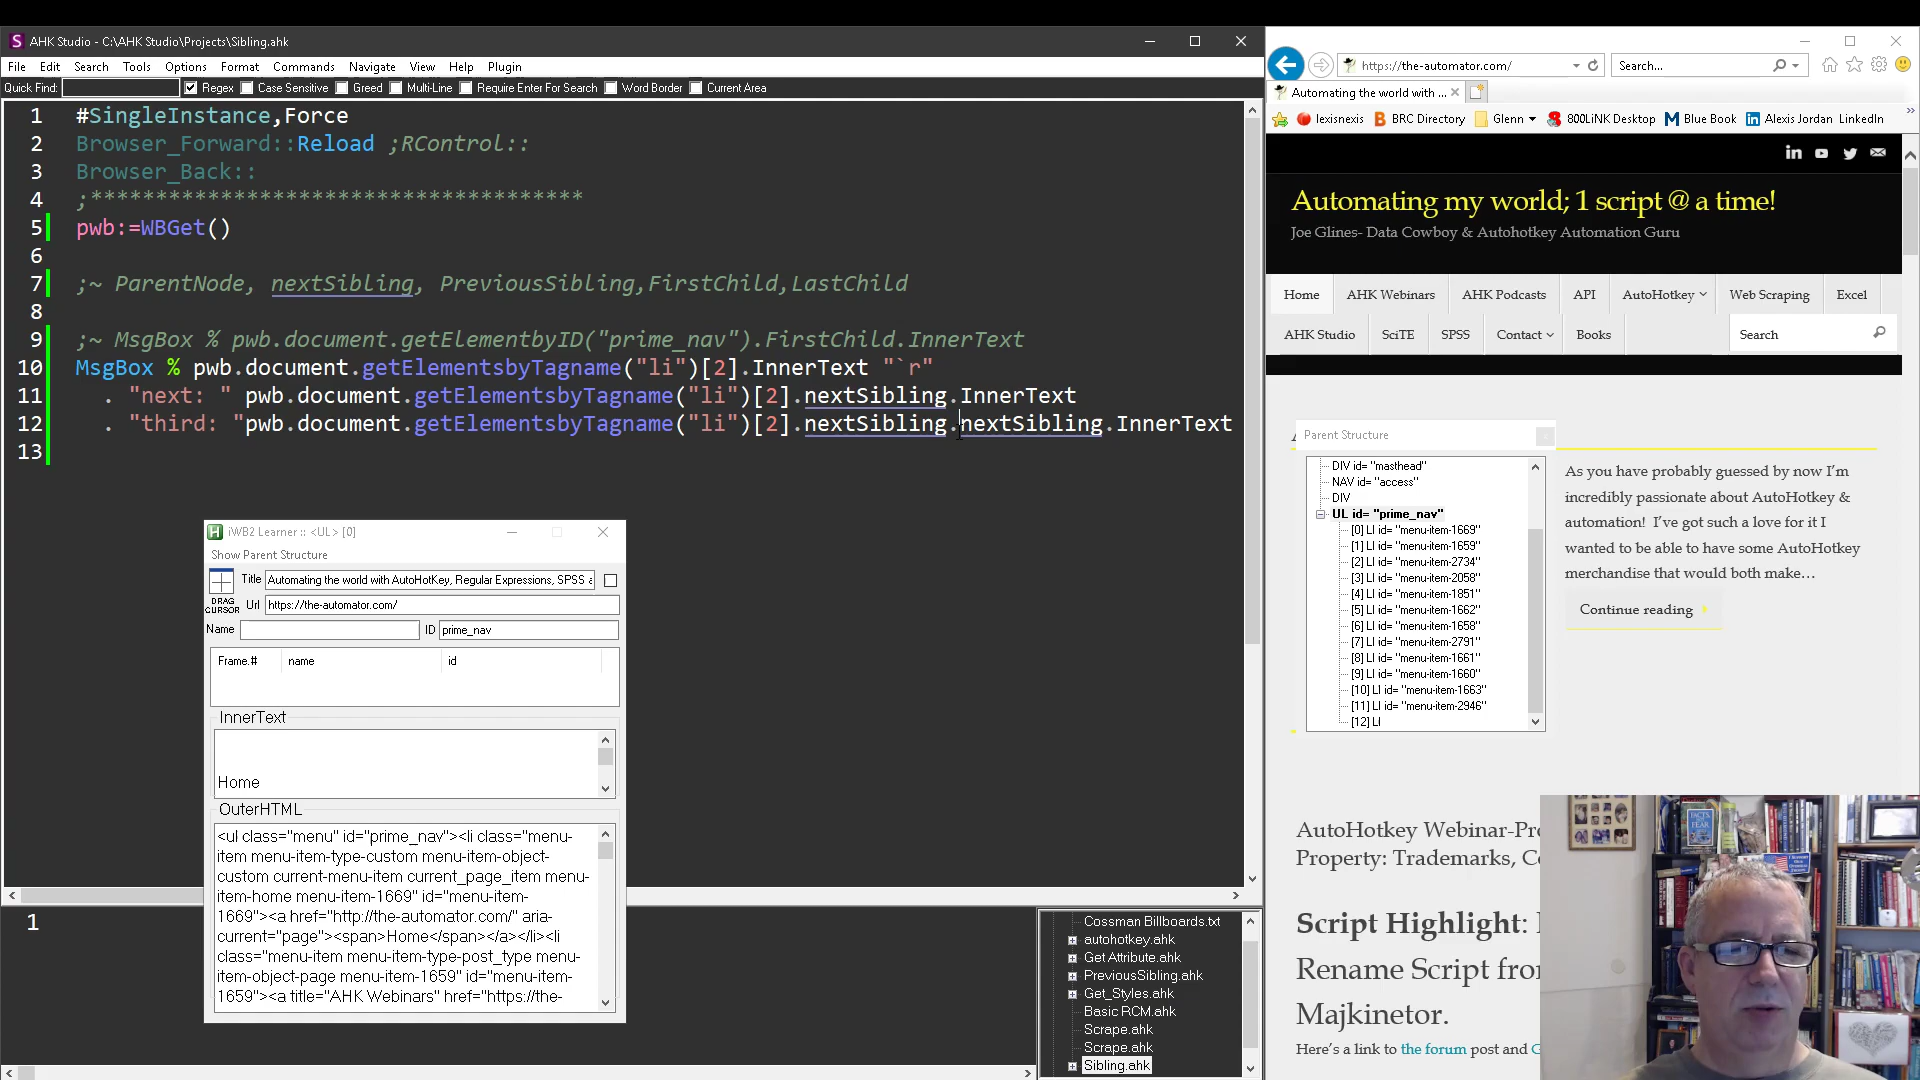 AHK Studio - C:\AHK Studio\Projects\Sibling.ahk
File Edit Search Tools Options Format Commands Navigate View Help Plugin
Quick Find: Regex Case Sensitive Greed Multi-Line Require Enter For Search Word Border Current Area
1 #SingleInstance,Force
2 Browser_Forward::Reload ;RControl::
3 Browser_Back::
4 ;**************************************
5 pwb:=WBGet()
6
7 ;~ ParentNode, nextSibling, PreviousSibling,FirstChild,LastChild
8
9 ;~ MsgBox % pwb.document.getElementbyID("prime_nav").FirstChild.InnerText
10 MsgBox % pwb.document.getElementsbyTagname("li")[2].InnerText "`r"
11 . "next: " pwb.document.getElementsbyTagname("li")[2].nextSibling.InnerText
12 . "third: "pwb.document.getElementsbyTagname("li")[2].nextSibling.nextSibling.InnerText
13
iWB2 Learner :: <UL> [0]
Show Parent Structure
DRAG CURSOR
Title Automating the world with AutoHotKey, Regular Expressions, SPSS
Url https://the-automator.com/
Name ID prime_nav
Frame.# name id
InnerText
Home
OuterHTML
<ul class="menu" id="prime_nav"><li class="menu-
item menu-item-type-custom menu-item-object-
custom current-menu-item current_page_item menu-
item-home menu-item-1669" id="menu-item-
1669"><a href="http://the-automator.com/" aria-
current="page"><span>Home</span></a></li><li
class="menu-item menu-item-type-post_type menu-
item-object-page menu-item-1659" id="menu-item-
1659"><a title="AHK Webinars" href="https://the-
1
Cossman Billboards.txt
autohotkey.ahk
Get Attribute.ahk
PreviousSibling.ahk
Get_Styles.ahk
Basic RCM.ahk
Scrape.ahk
Scrape.ahk
Sibling.ahk
https://the-automator.com/
Search...
Automating the world with ...
lexisnexis BRC Directory Glenn 800LiNK Desktop Blue Book Alexis Jordan LinkedIn
Automating my world; 1 script @ a time!
Joe Glines- Data Cowboy & Autohotkey Automation Guru
Home AHK Webinars AHK Podcasts API AutoHotkey Web Scraping Excel
AHK Studio SciTE SPSS Contact Books Search
Parent Structure
DIV id= "masthead"
NAV id= "access"
DIV
UL id= "prime_nav"
[0] LI id= "menu-item-1669"
[1] LI id= "menu-item-1659"
[2] LI id= "menu-item-2734"
[3] LI id= "menu-item-2058"
[4] LI id= "menu-item-1851"
[5] LI id= "menu-item-1662"
[6] LI id= "menu-item-1658"
[7] LI id= "menu-item-2791"
[8] LI id= "menu-item-1661"
[9] LI id= "menu-item-1660"
[10] LI id= "menu-item-1663"
[11] LI id= "menu-item-2946"
[12] LI
As you have probably guessed by now I'm
incredibly passionate about AutoHotkey &
automation! I've got such a love for it I
wanted to be able to have some AutoHotkey
merchandise that would both make…
Continue reading
AutoHotkey Webinar-Pr
Property: Trademarks, C
Script Highlight:
Rename Script fro
Majkinetor.
Here's a link to the forum post and